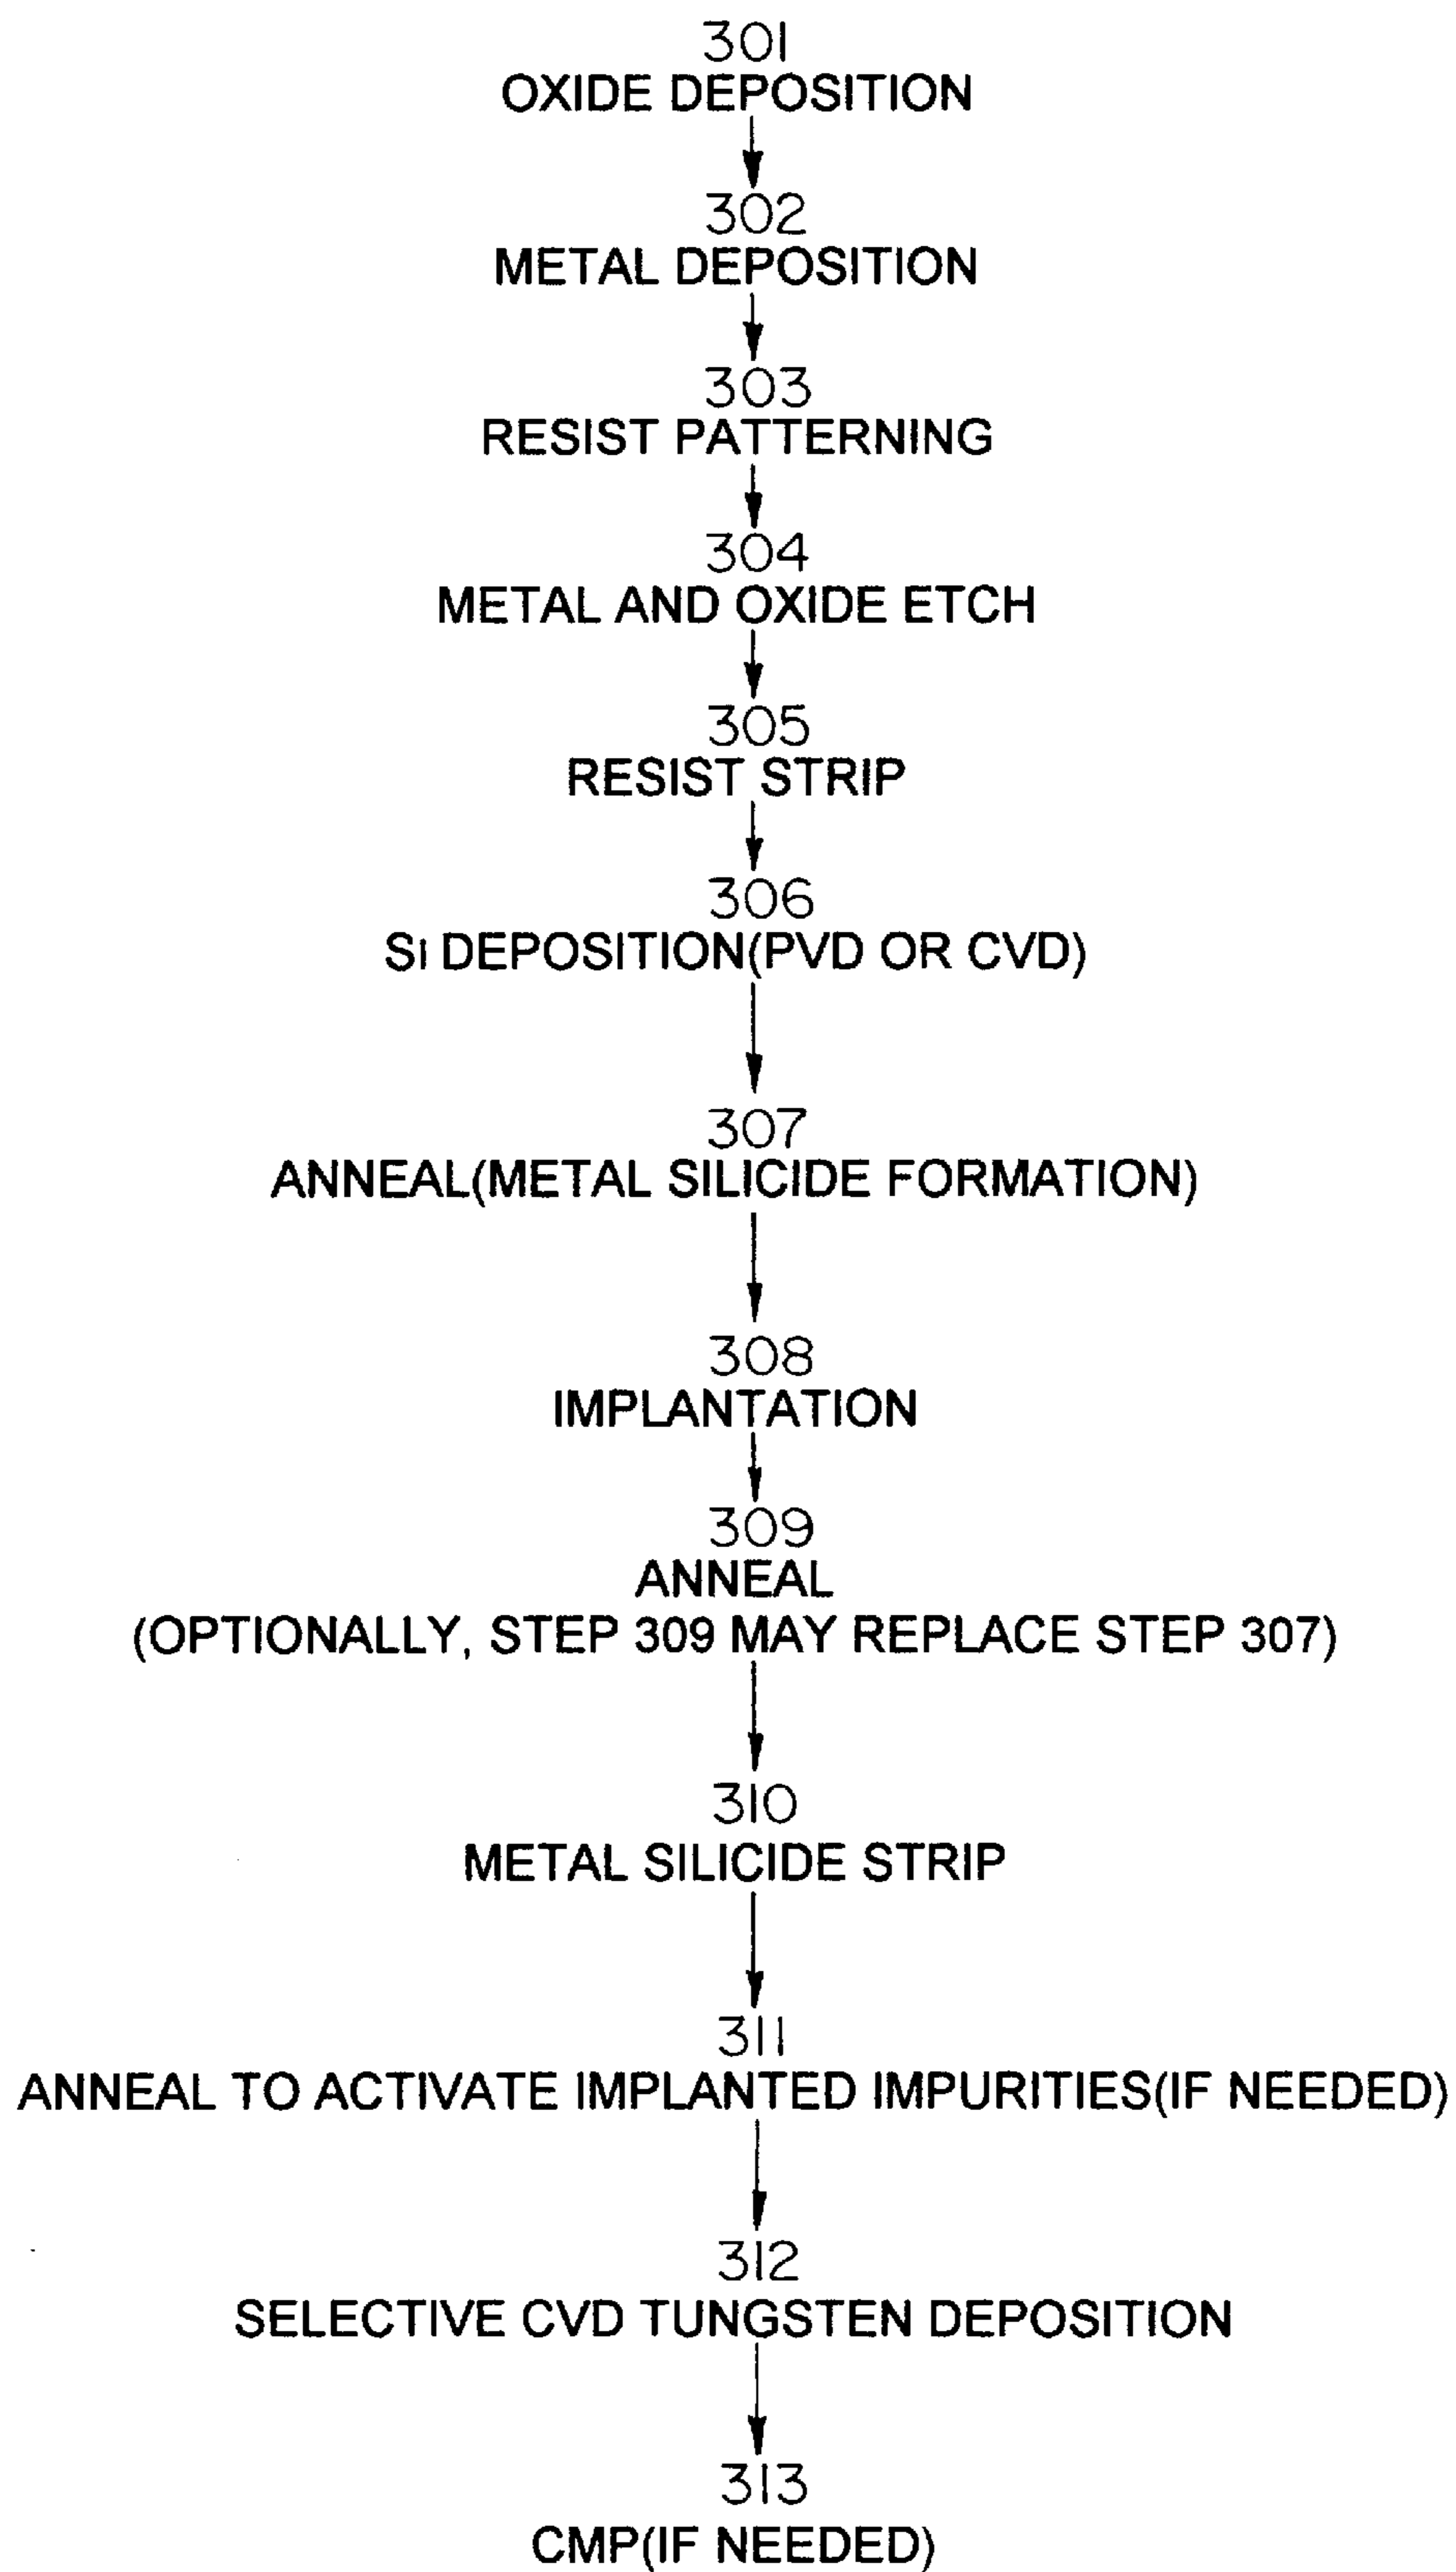 301
OXIDE DEPOSITION
302
METAL DEPOSITION
303
RESIST PATTERNING
304
METAL AND OXIDE ETCH
305
RESIST STRIP
306
SI DEPOSITION(PVD OR CVD)
307
ANNEAL(METAL SILICIDE FORMATION)
308
IMPLANTATION
309
ANNEAL
(OPTIONALLY, STEP 309 MAY REPLACE STEP 307)
310
METAL SILICIDE STRIP
311
ANNEAL TO ACTIVATE IMPLANTED IMPURITIES(IF NEEDED)
312
SELECTIVE CVD TUNGSTEN DEPOSITION
313
CMP(IF NEEDED)